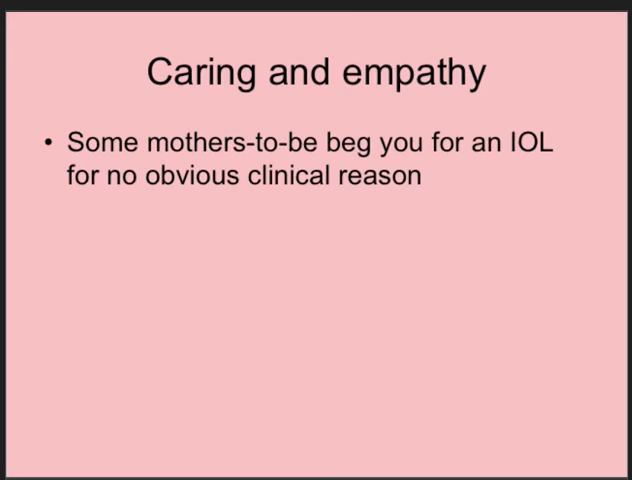 Caring and empathy
• Some mothers-to-be beg you for an IOL
for no obvious clinical reason